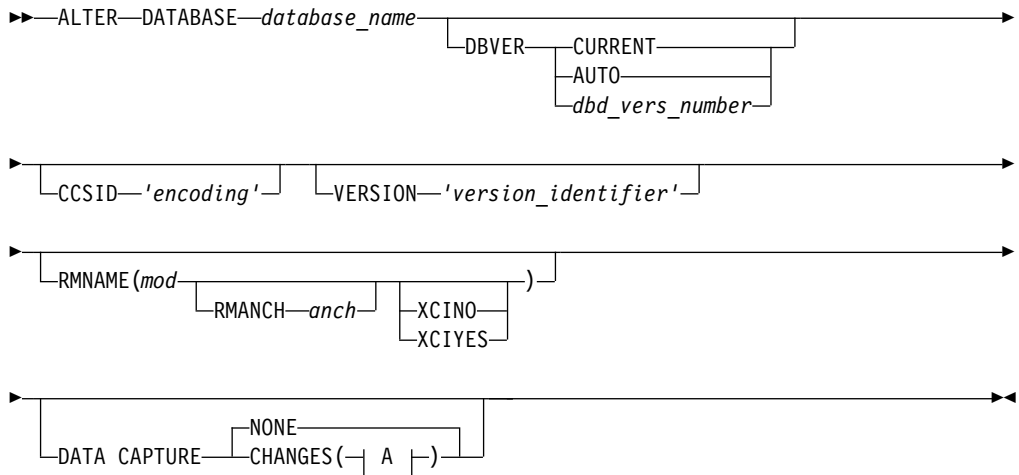 ALTER DATABASE database_name
DBVER CURRENT
AUTO
dbd_vers_number
CCSID 'encoding' VERSION 'version_identifier'
RMNAME(mod )
RMANCH anch XCINO
XCIYES
NONE
DATA CAPTURE CHANGES( A )